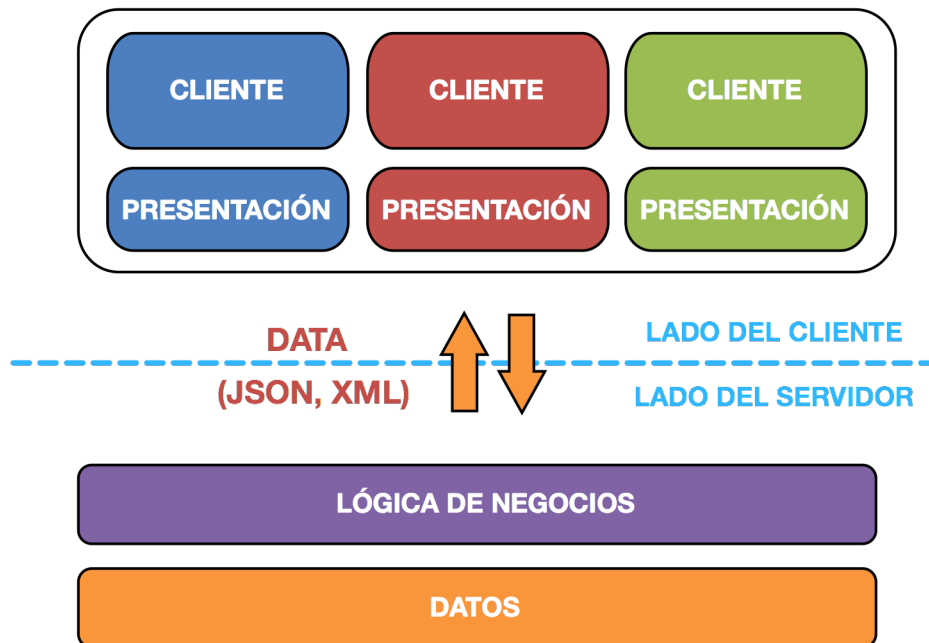 CLIENTE
CLIENTE
CLIENTE
PRESENTACIÓN
PRESENTACIÓN
PRESENTACIÓN
DATA
(JSON, XML)
LADO DEL CLIENTE
LADO DEL SERVIDOR
LÓGICA DE NEGOCIOS
DATOS